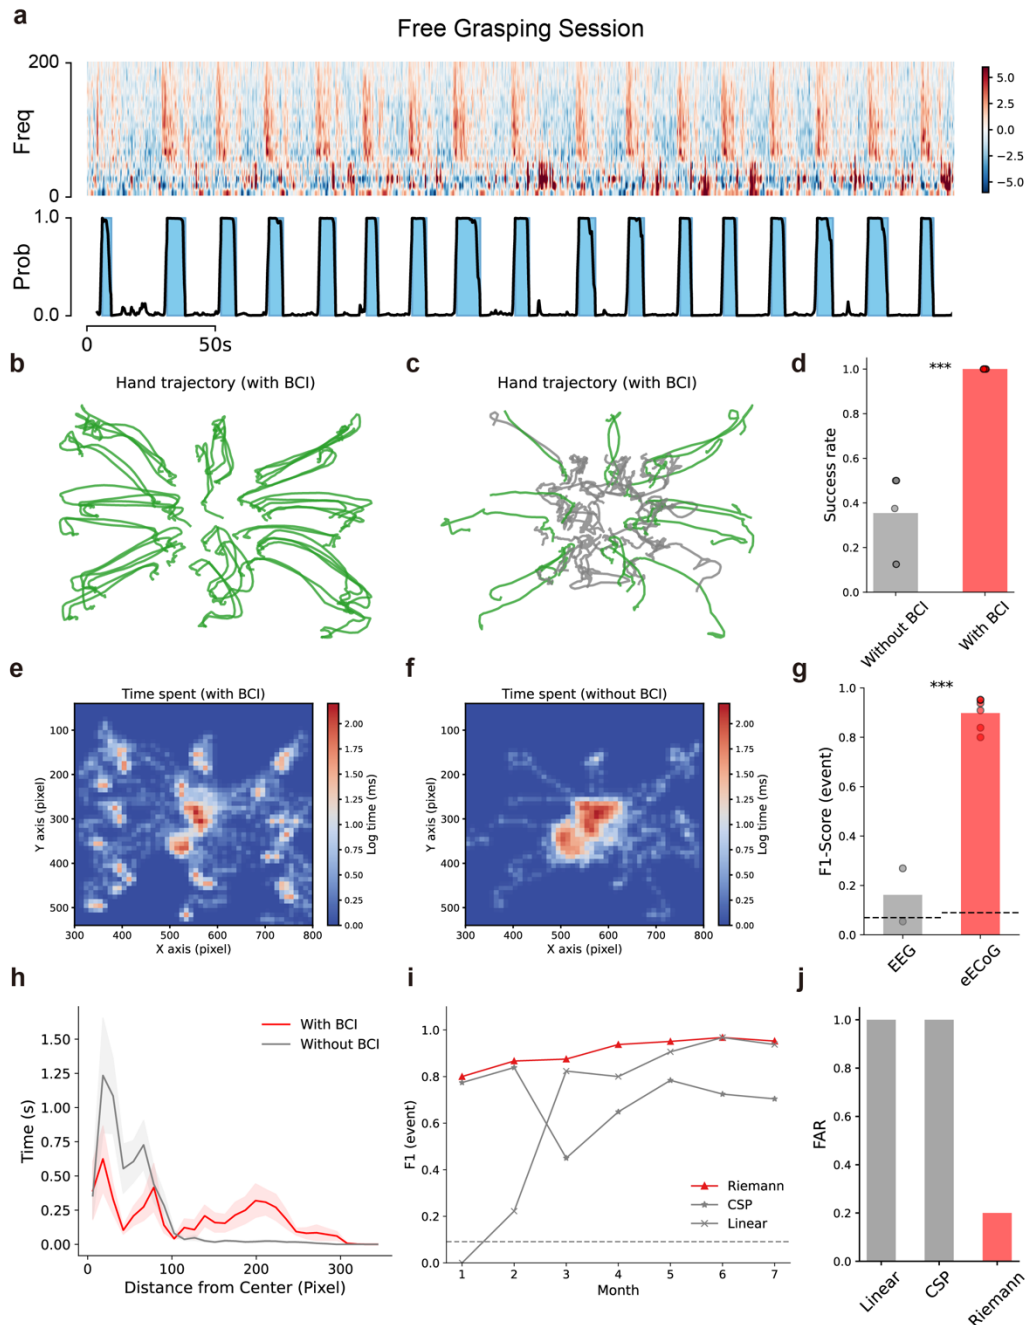 a
Free Grasping Session
200
Freq
0
5.0
2.5
0.0
−2.5
−5.0
1.0
Prob
0.0
0 50s
b
Hand trajectory (with BCI)
c
Hand trajectory (with BCI)
d
***
1.0
0.8
0.6
0.4
0.2
0.0
Success rate
Without BCI
With BCI
e
Time spent (with BCI)
100
200
300
400
500
Y axis (pixel)
300 400 500 600 700 800
X axis (pixel)
2.00
1.75
1.50
1.25
1.00
0.75
0.50
0.25
0.00
Log time (ms)
f
Time spent (without BCI)
100
200
300
400
500
Y axis (pixel)
300 400 500 600 700 800
X axis (pixel)
2.00
1.75
1.50
1.25
1.00
0.75
0.50
0.25
0.00
Log time (ms)
g
***
1.0
0.8
0.6
0.4
0.2
0.0
F1-Score (event)
EEG
eECoG
h
With BCI
Without BCI
1.50
1.25
1.00
0.75
0.50
0.25
0.00
Time (s)
0 100 200 300
Distance from Center (Pixel)
i
1.0
0.8
0.6
0.4
0.2
0.0
F1 (event)
Riemann
CSP
Linear
1 2 3 4 5 6 7
Month
j
1.0
0.8
0.6
0.4
0.2
0.0
FAR
Linear
CSP
Riemann